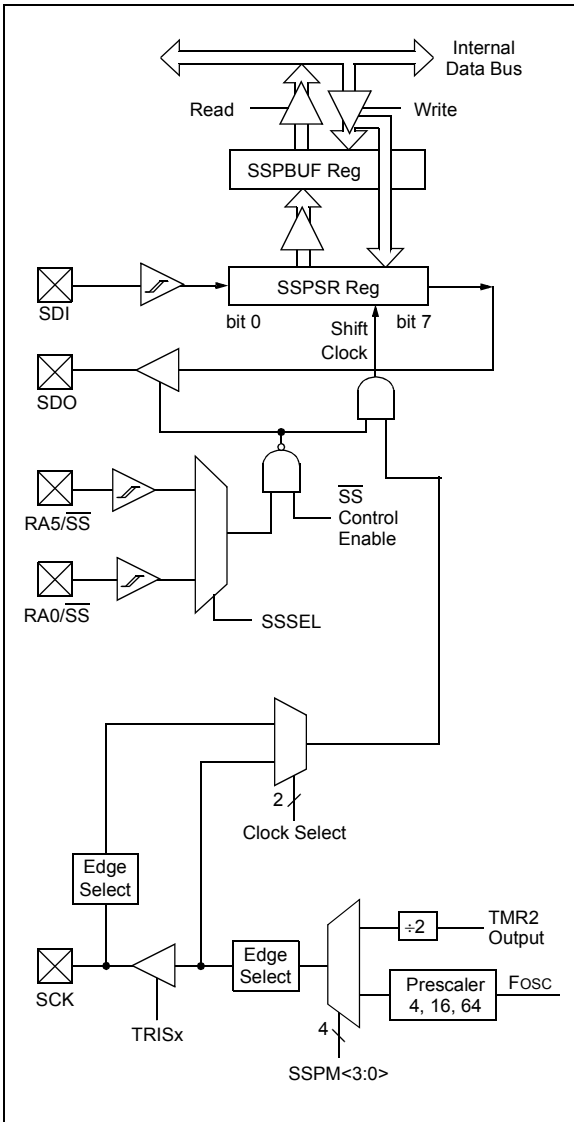 Internal
Data Bus
Read
Write
SSPBUF Reg
SSPSR Reg
SDI
bit 0
bit 7
Shift
Clock
SDO
RA5/SS
SS
Control
Enable
RA0/SS
SSSEL
2
Clock Select
Edge
Select
÷2
TMR2
Output
Edge
Select
Prescaler
4, 16, 64
FOSC
SCK
TRISx
4
SSPM<3:0>